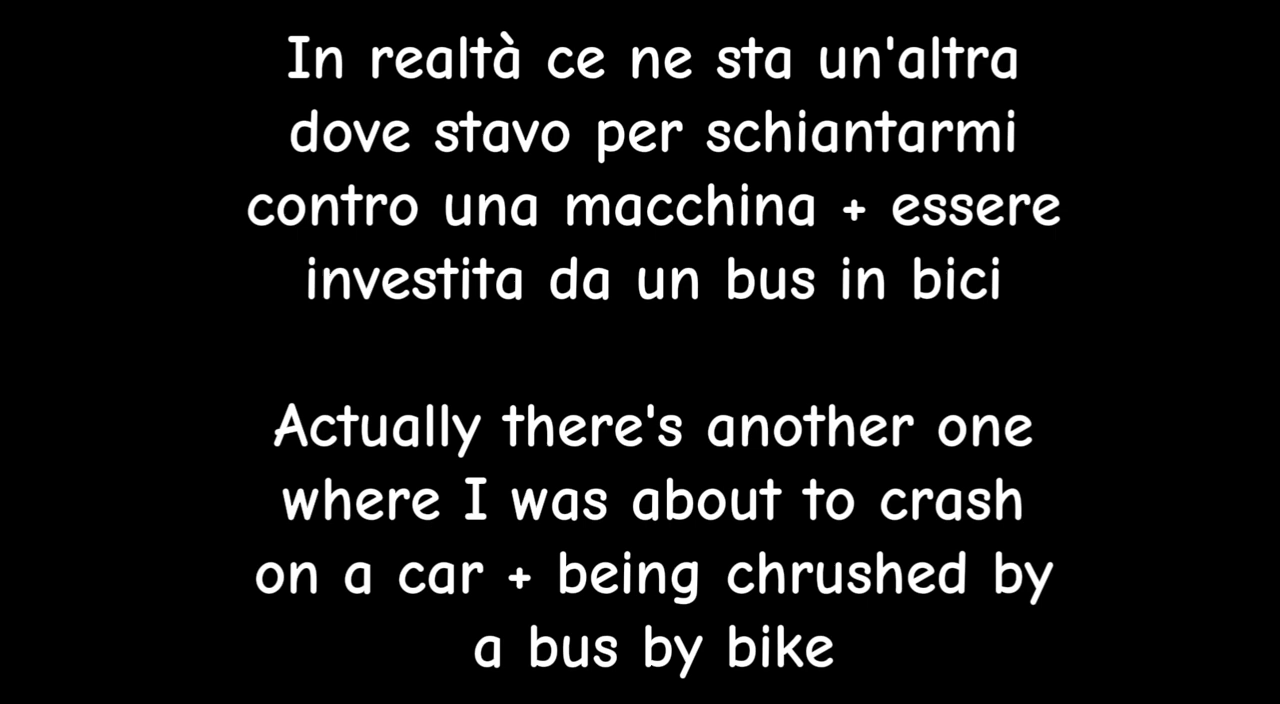 In realtà ce ne sta un'altra
dove stavo per schiantarmi
contro una macchina + essere
investita da un bus in bici
Actually there's another one
where I was about to crash
on a car + being chrushed by
a bus by bike